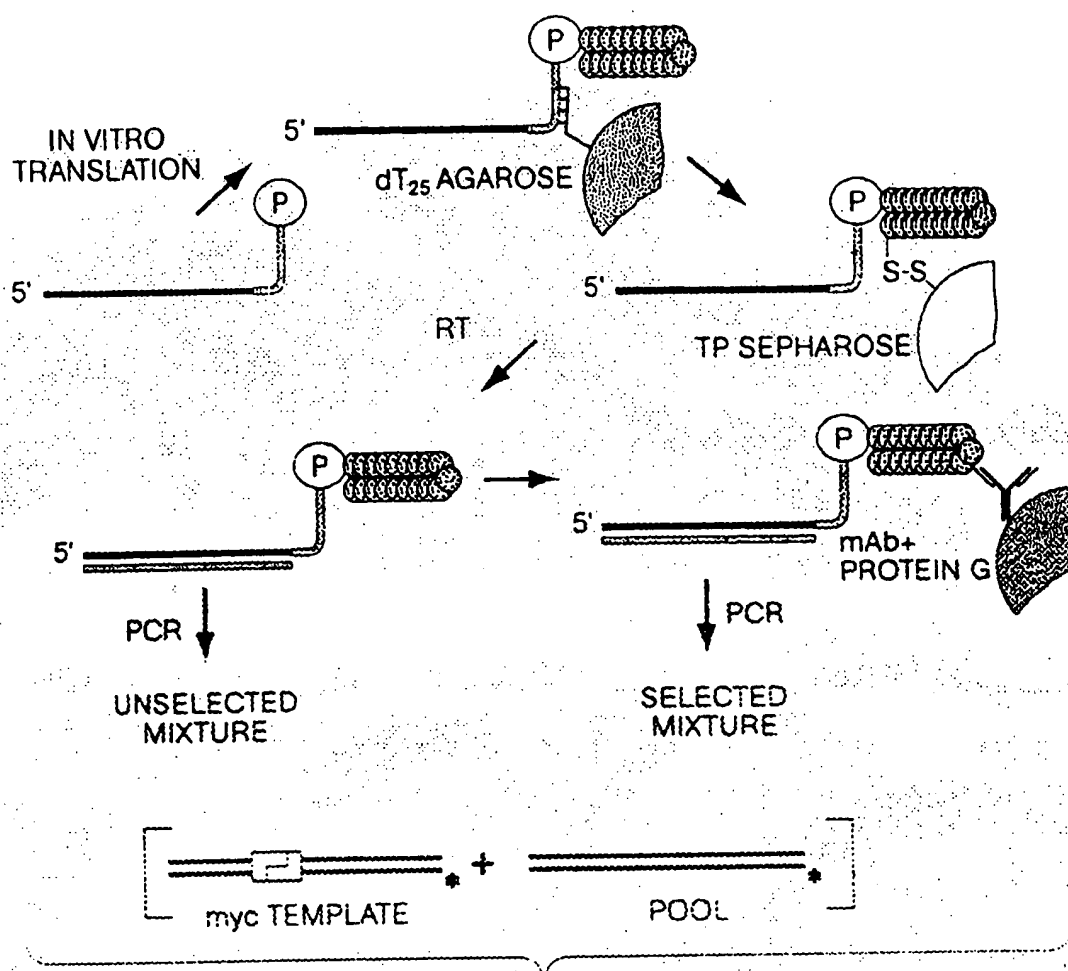 P
5'
IN VITRO
TRANSLATION
dT25 AGAROSE
P
P
5'
5'
S-S
RT
TP SEPHAROSE
P
P
5'
5'
mAb+
PROTEIN G
PCR
PCR
UNSELECTED
MIXTURE
SELECTED
MIXTURE
* + *
myc TEMPLATE
POOL